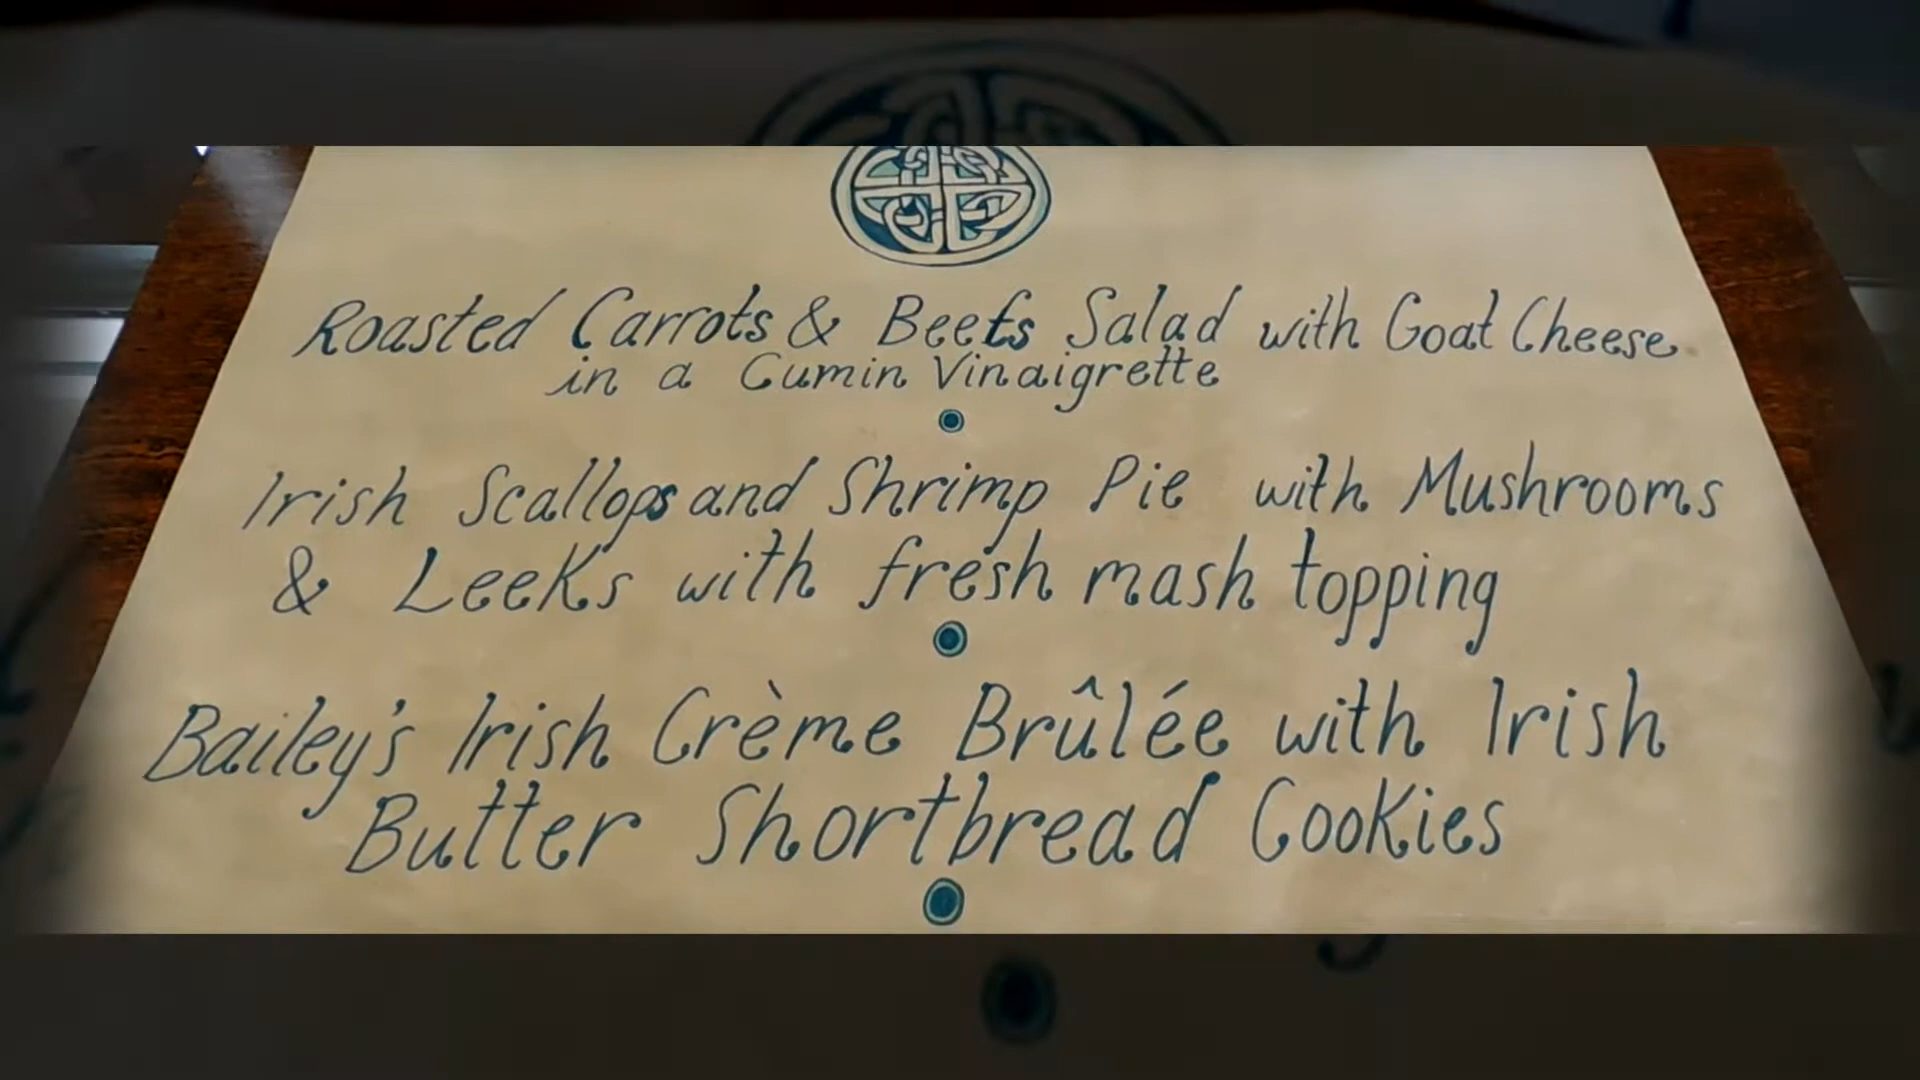 Roasted Carrots & Beets Salad with Goat Cheese
in a Cumin Vinaigrette
Irish Scallops and Shrimp Pie with Mushrooms
& Leeks with fresh mash topping
Bailey's Irish Crème Brûlée with Irish
Butter Shortbread Cookies